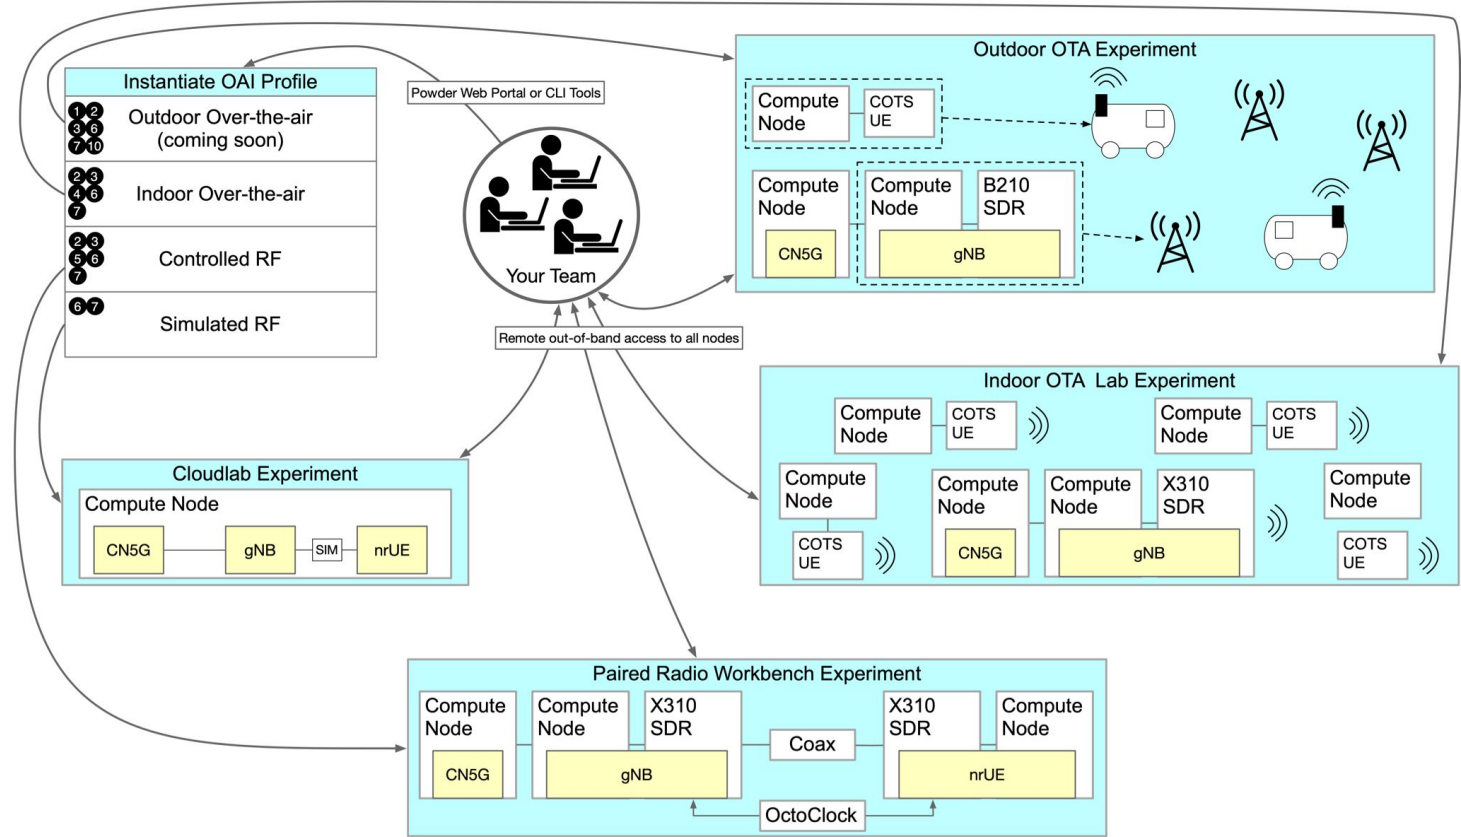 Instantiate OAI Profile
1 2
3 6
7 10
Outdoor Over-the-air
(coming soon)
2 3
4 6
7
Indoor Over-the-air
2 3
5 6
7
Controlled RF
6 7
Simulated RF
Powder Web Portal or CLI Tools
Your Team
Remote out-of-band access to all nodes
Outdoor OTA Experiment
Compute
Node
COTS
UE
Compute
Node
CN5G
Compute
Node
B210
SDR
gNB
Indoor OTA  Lab Experiment
Compute
Node
COTS
UE
Compute
Node
COTS
UE
Compute
Node
COTS
UE
Compute
Node
CN5G
Compute
Node
X310
SDR
gNB
Compute
Node
COTS
UE
Cloudlab Experiment
Compute Node
CN5G
gNB
SIM
nrUE
Paired Radio Workbench Experiment
Compute
Node
CN5G
Compute
Node
X310
SDR
gNB
Coax
X310
SDR
Compute
Node
nrUE
OctoClock